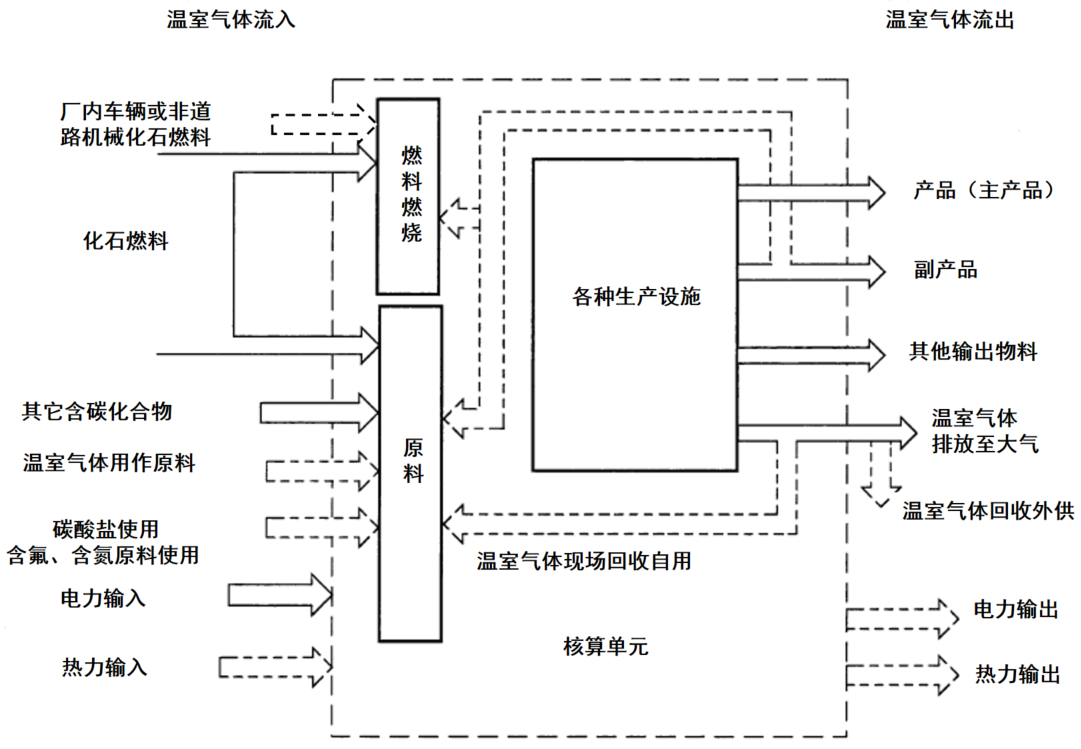 温室气体流入
温室气体流出
厂内车辆或非道
路机械化石燃料
化石燃料
其它含碳化合物
温室气体用作原料
碳酸盐使用
含氟、含氮原料使用
电力输入
热力输入
燃料燃烧
原料
各种生产设施
温室气体现场回收自用
核算单元
产品（主产品）
副产品
其他输出物料
温室气体
排放至大气
温室气体回收外供
电力输出
热力输出